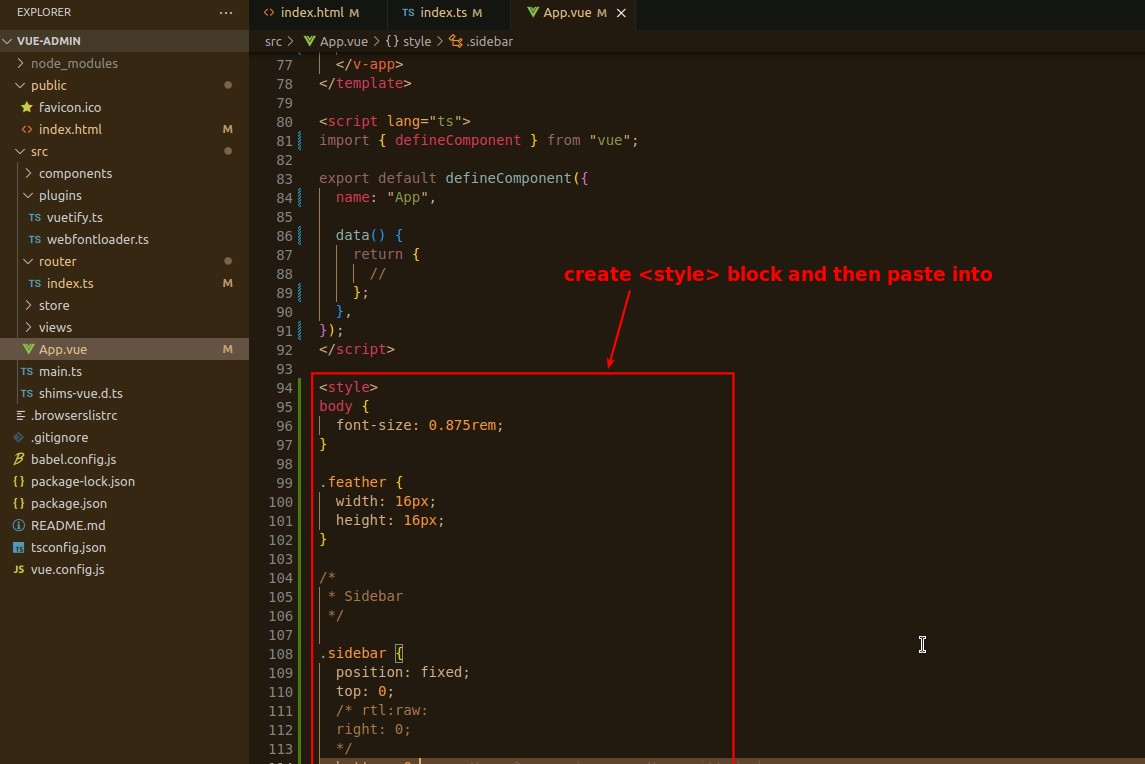 EXPLORER
VUE-ADMIN
node_modules
public
favicon.ico
index.html M
src
components
plugins
TS vuetify.ts
TS webfontloader.ts
router
TS index.ts M
store
views
App.vue M
TS main.ts
TS shims-vue.d.ts
.browserslistrc
.gitignore
babel.config.js
{} package-lock.json
{} package.json
README.md
TS tsconfig.json
JS vue.config.js
<> index.html M TS index.ts M App.vue M ×
src > App.vue > {} style > .sidebar
77 </v-app>
78 </template>
79
80 <script lang="ts">
81 import { defineComponent } from "vue";
82
83 export default defineComponent({
84 name: "App",
85
86 data() {
87 return {
88 //
89 };
90 },
91 });
92 </script>
93
94 <style>
95 body {
96 font-size: 0.875rem;
97 }
98
99 .feather {
100 width: 16px;
101 height: 16px;
102 }
103
104 /*
105 * Sidebar
106 */
107
108 .sidebar {
109 position: fixed;
110 top: 0;
111 /* rtl:raw:
112 right: 0;
113 */
create <style> block and then paste into